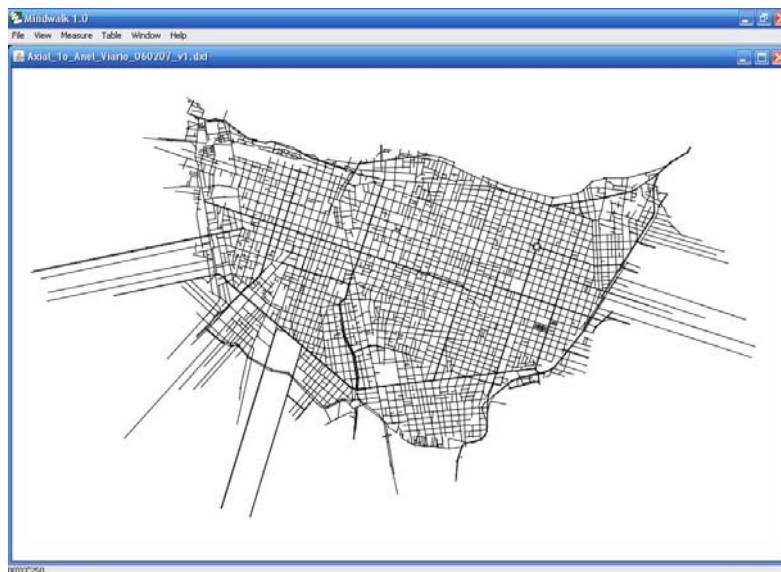 Mindwalk 1.0
File View Measure Table Window Help
Axial_1o_Anel_Viario_060207_v1.dxf